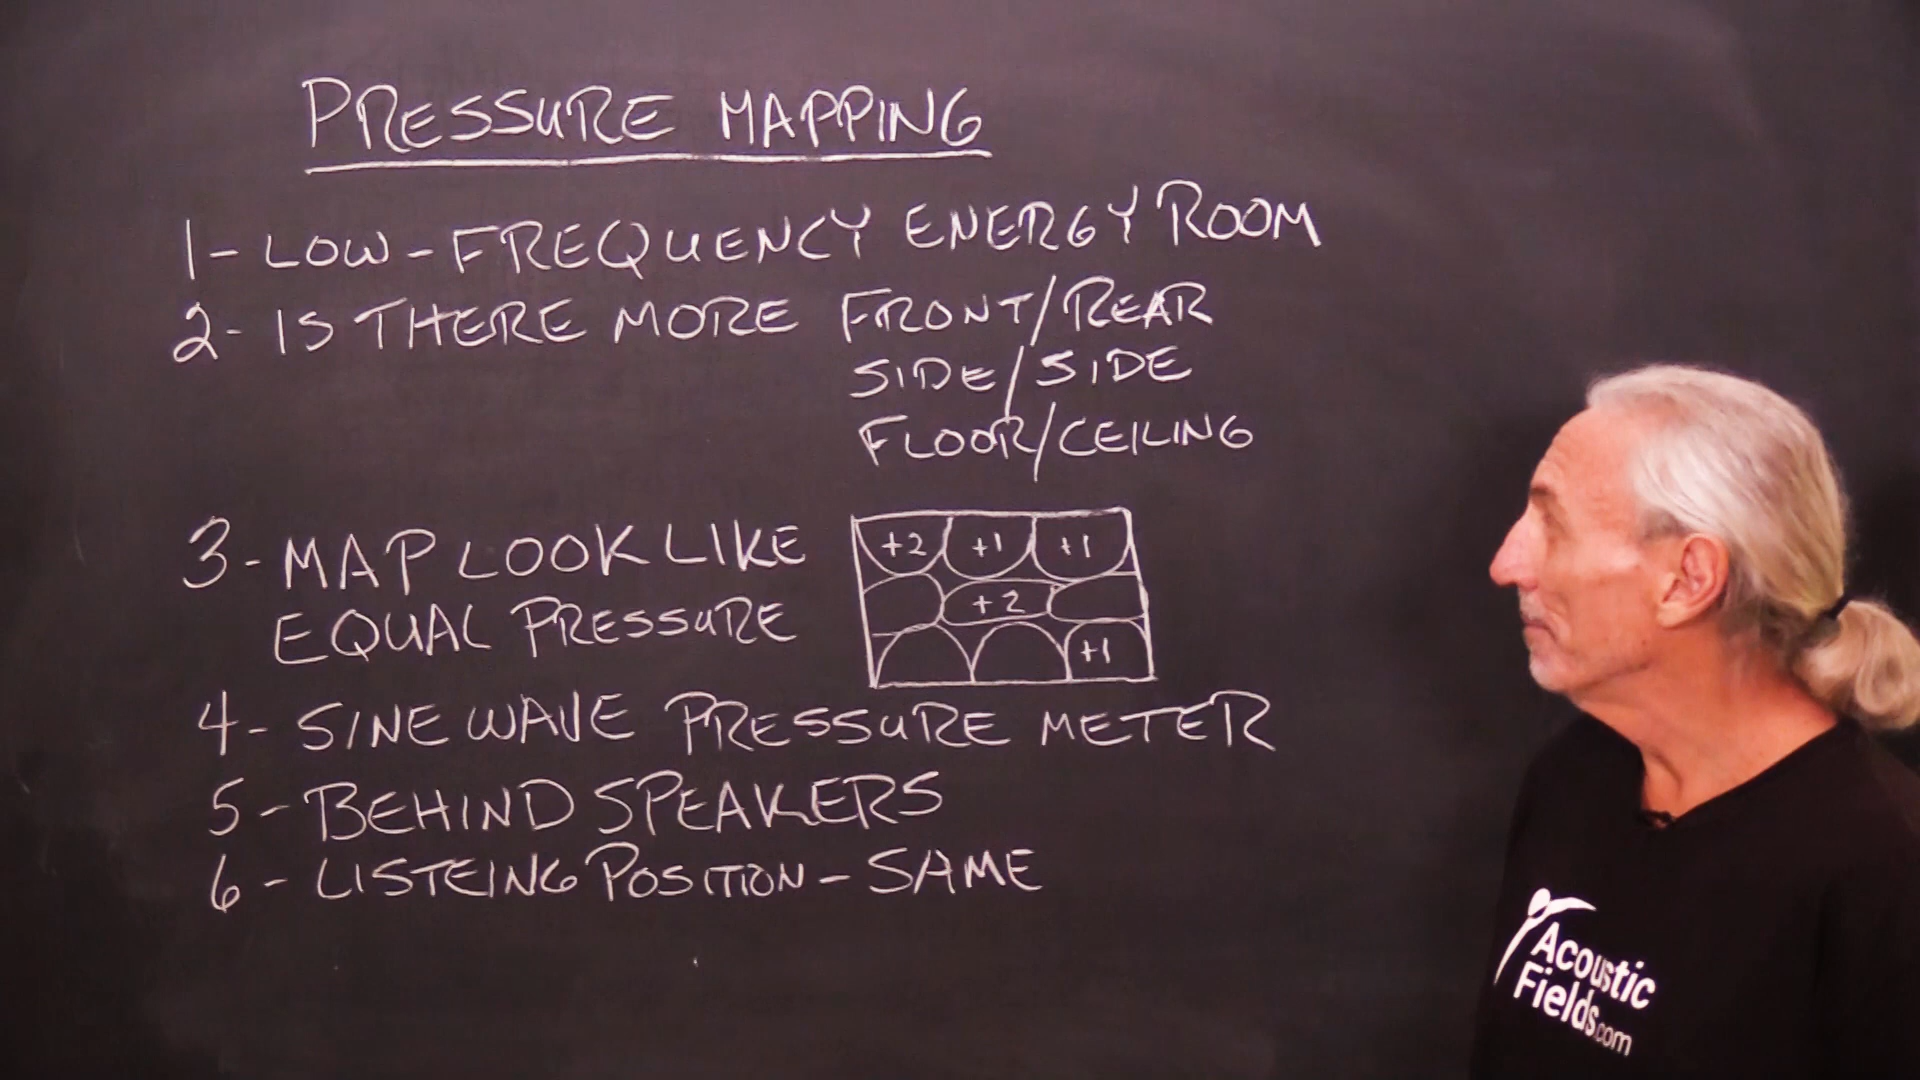 PRESSURE MAPPING
1- LOW-FREQUENCY ENERGY ROOM
2- IS THERE MORE FRONT/REAR
SIDE/SIDE
FLOOR/CEILING
3- MAP LOOK LIKE
EQUAL PRESSURE
+2 +1 +1
+2
+1
4- SINE WAVE PRESSURE METER
5- BEHIND SPEAKERS
6- LISTEING POSITION - SAME
Acoustic
Fields.com